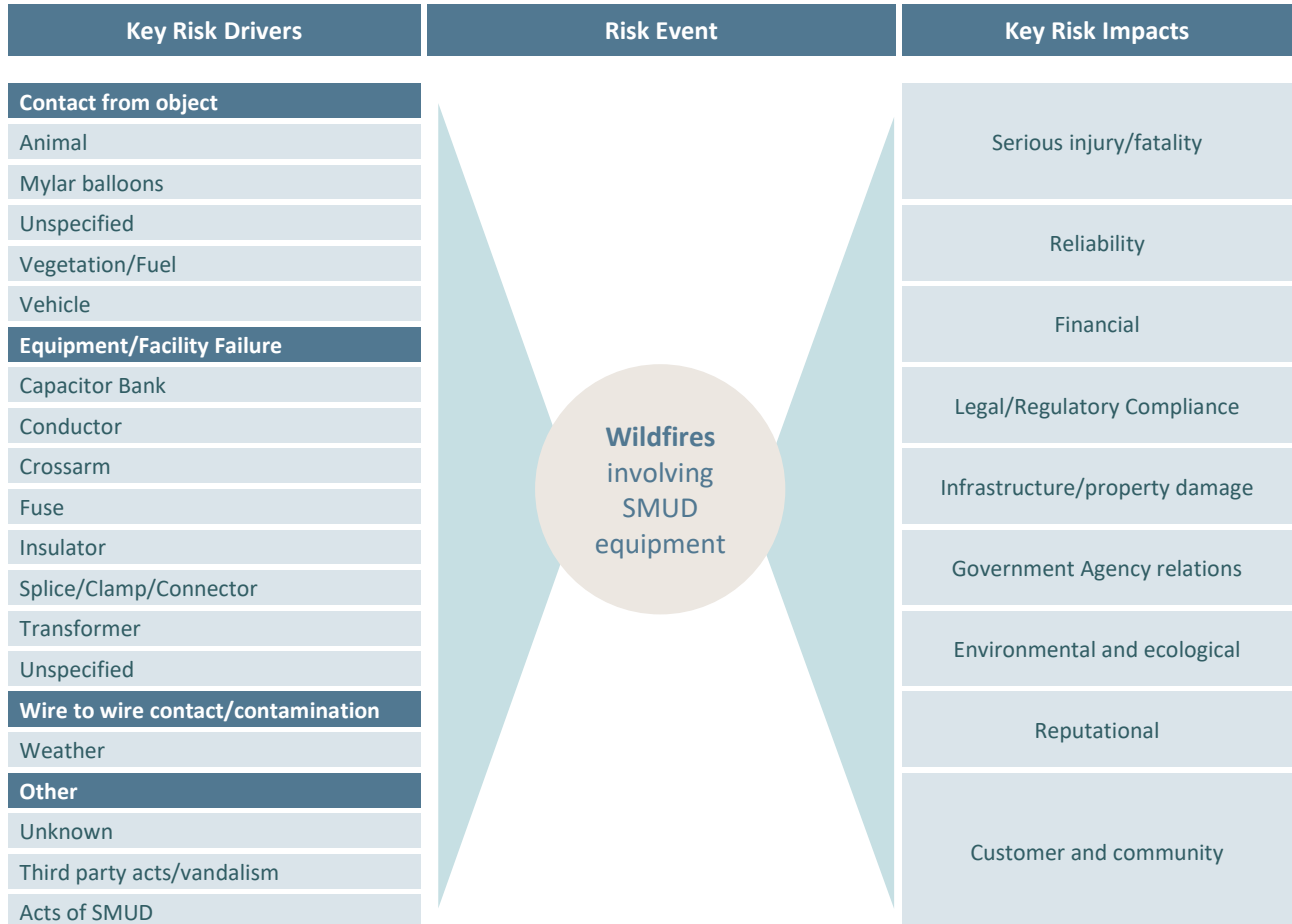 Key Risk Drivers
Risk Event
Key Risk Impacts
Contact from object
Animal
Mylar balloons
Unspecified
Vegetation/Fuel
Vehicle
Equipment/Facility Failure
Capacitor Bank
Conductor
Crossarm
Fuse
Insulator
Splice/Clamp/Connector
Transformer
Unspecified
Wire to wire contact/contamination
Weather
Other
Unknown
Third party acts/vandalism
Acts of SMUD
Wildfires
involving
SMUD
equipment
Serious injury/fatality
Reliability
Financial
Legal/Regulatory Compliance
Infrastructure/property damage
Government Agency relations
Environmental and ecological
Reputational
Customer and community